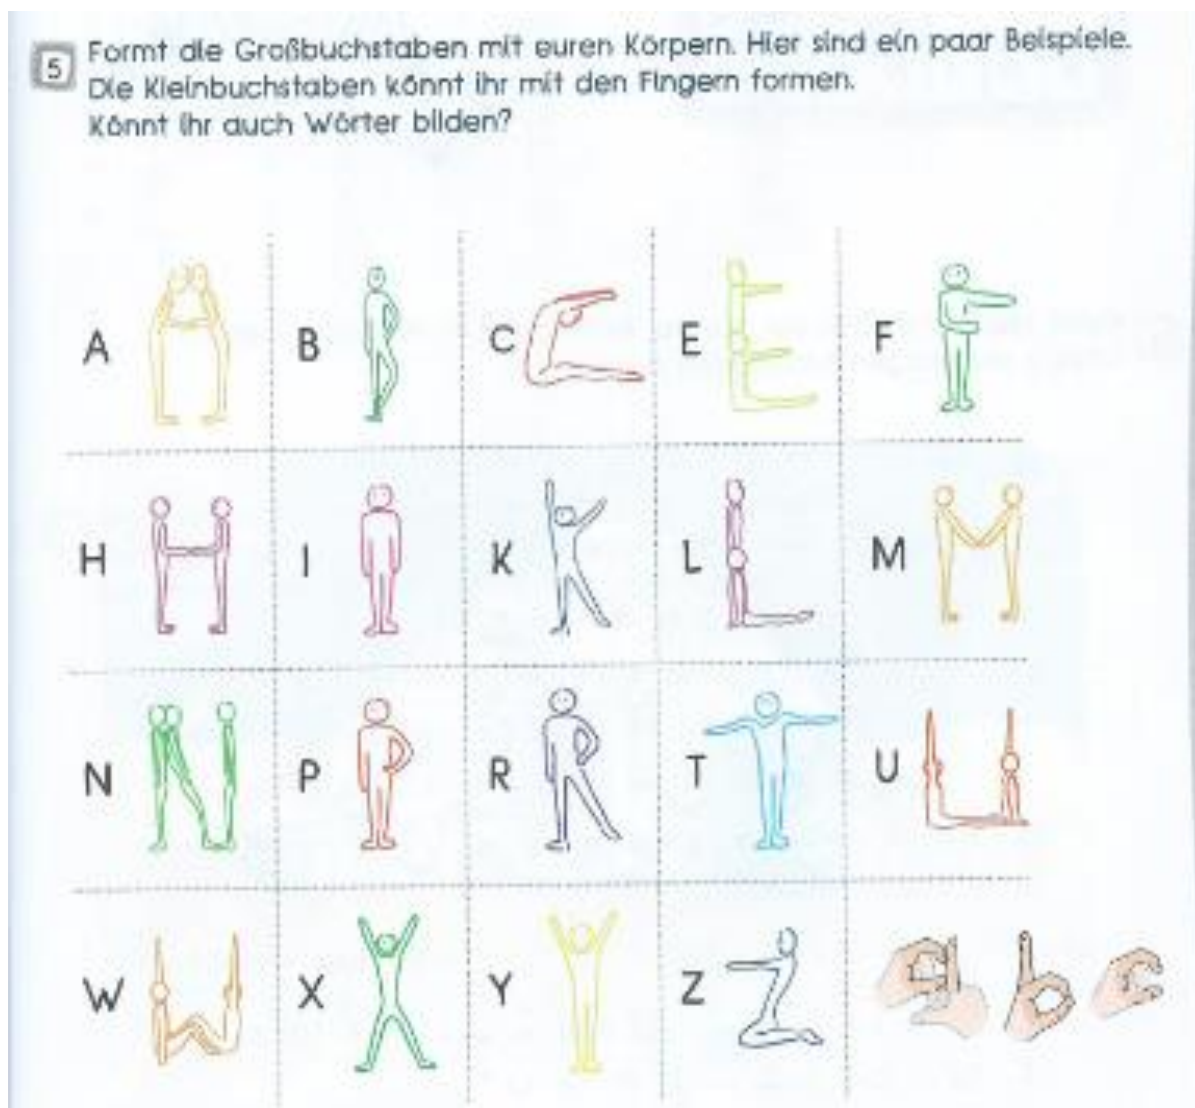 5 Formt die Großbuchstaben mit euren Körpern. Hier sind ein paar Beispiele.
Die Kleinbuchstaben könnt ihr mit den Fingern formen.
Könnt ihr auch Wörter bilden?
A B C E F
H I K L M
N P R T U
W X Y Z